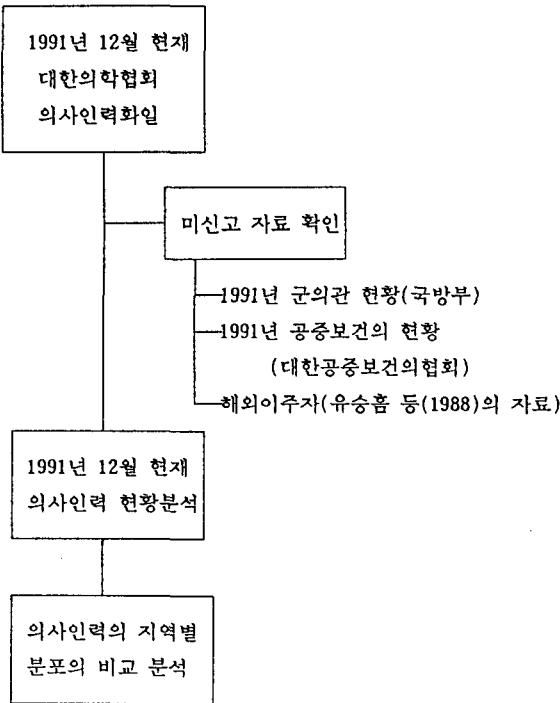 1991년 12월 현재
대한의학협회
의사인력화일
미신고 자료 확인
1991년 군의관 현황(국방부)
1991년 공중보건의 현황
(대한공중보건의협회)
해외이주자(유승흠 등(1988)의 자료)
1991년 12월 현재
의사인력 현황분석
의사인력의 지역별
분포의 비교 분석